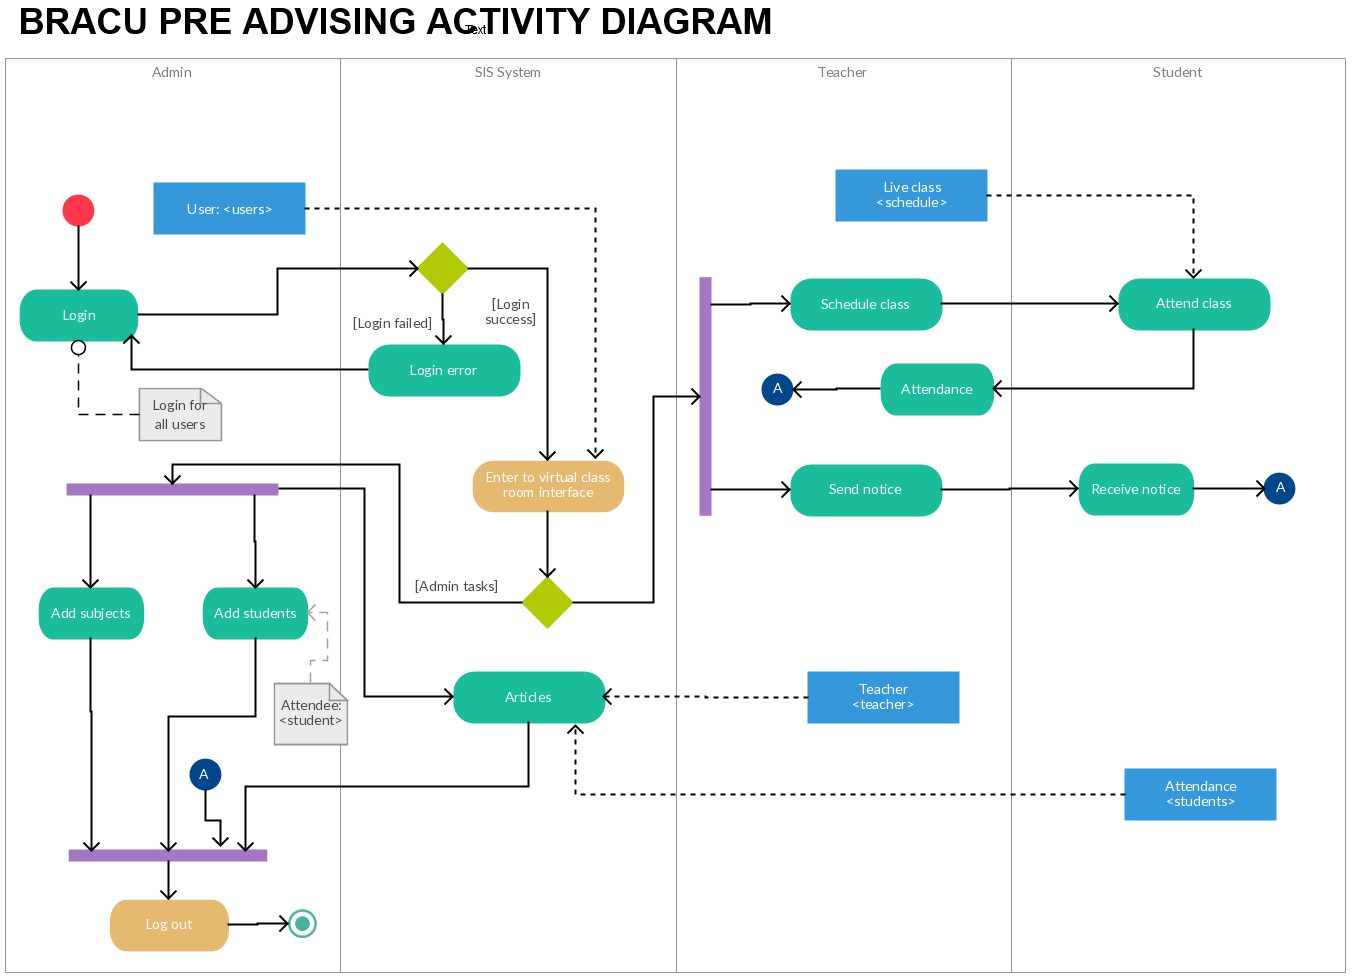 BRACU PRE ADVISING ACTIVITY DIAGRAM
Text
Admin
SIS System
Teacher
Student
User: <users>
Live class
<schedule>
Login
[Login failed]
[Login
success]
Login error
Login for
all users
Schedule class
Attend class
A
Attendance
Enter to virtual class
room interface
Send notice
Receive notice
A
[Admin tasks]
Add subjects
Add students
Attendee:
<student>
Articles
Teacher
<teacher>
A
Attendance
<students>
Log out